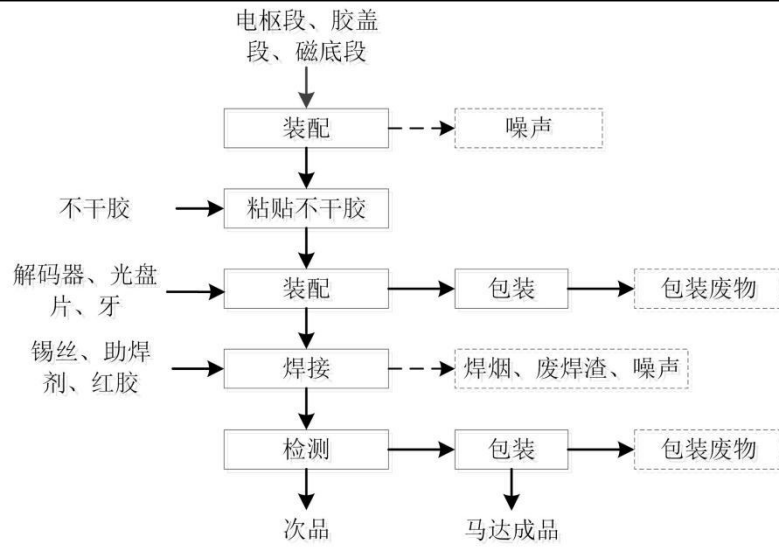 电枢段、胶盖
段、磁底段
装配
噪声
不干胶
粘贴不干胶
解码器、光盘
片、牙
装配
包装
包装废物
锡丝、助焊
剂、红胶
焊接
焊烟、废焊渣、噪声
检测
包装
包装废物
次品
马达成品